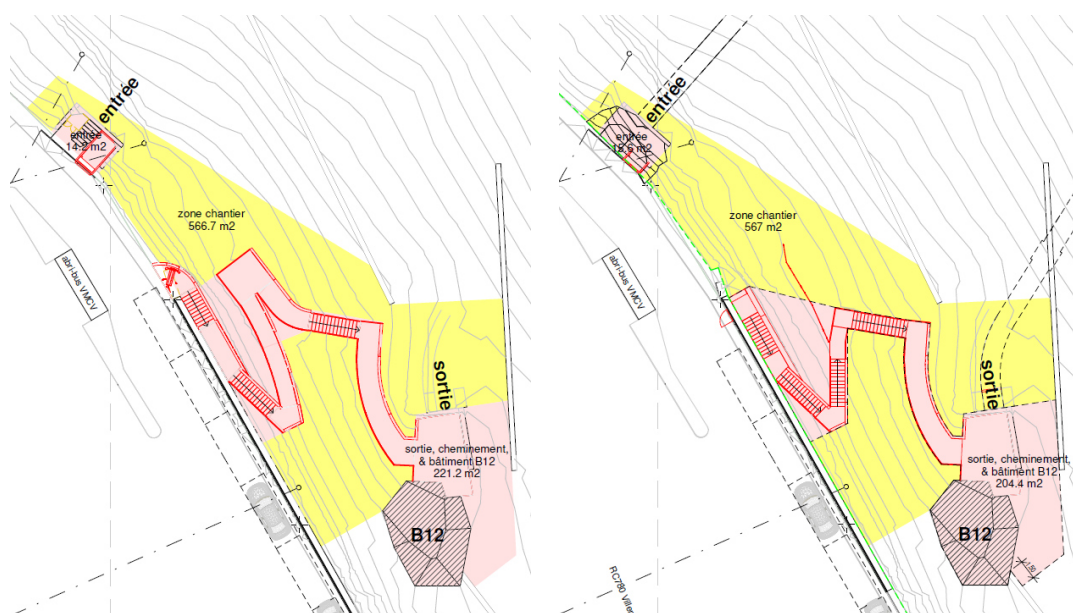 entrée
entrée
14.2 m2
zone chantier
566.7 m2
abri-bus VMCV
sortie
sortie, cheminement,
& bâtiment B12
221.2 m2
B12
entrée
entrée
15.6 m2
zone chantier
567 m2
abri-bus VMCV
sortie
sortie, cheminement,
& bâtiment B12
204.4 m2
B12
RC780 Villen